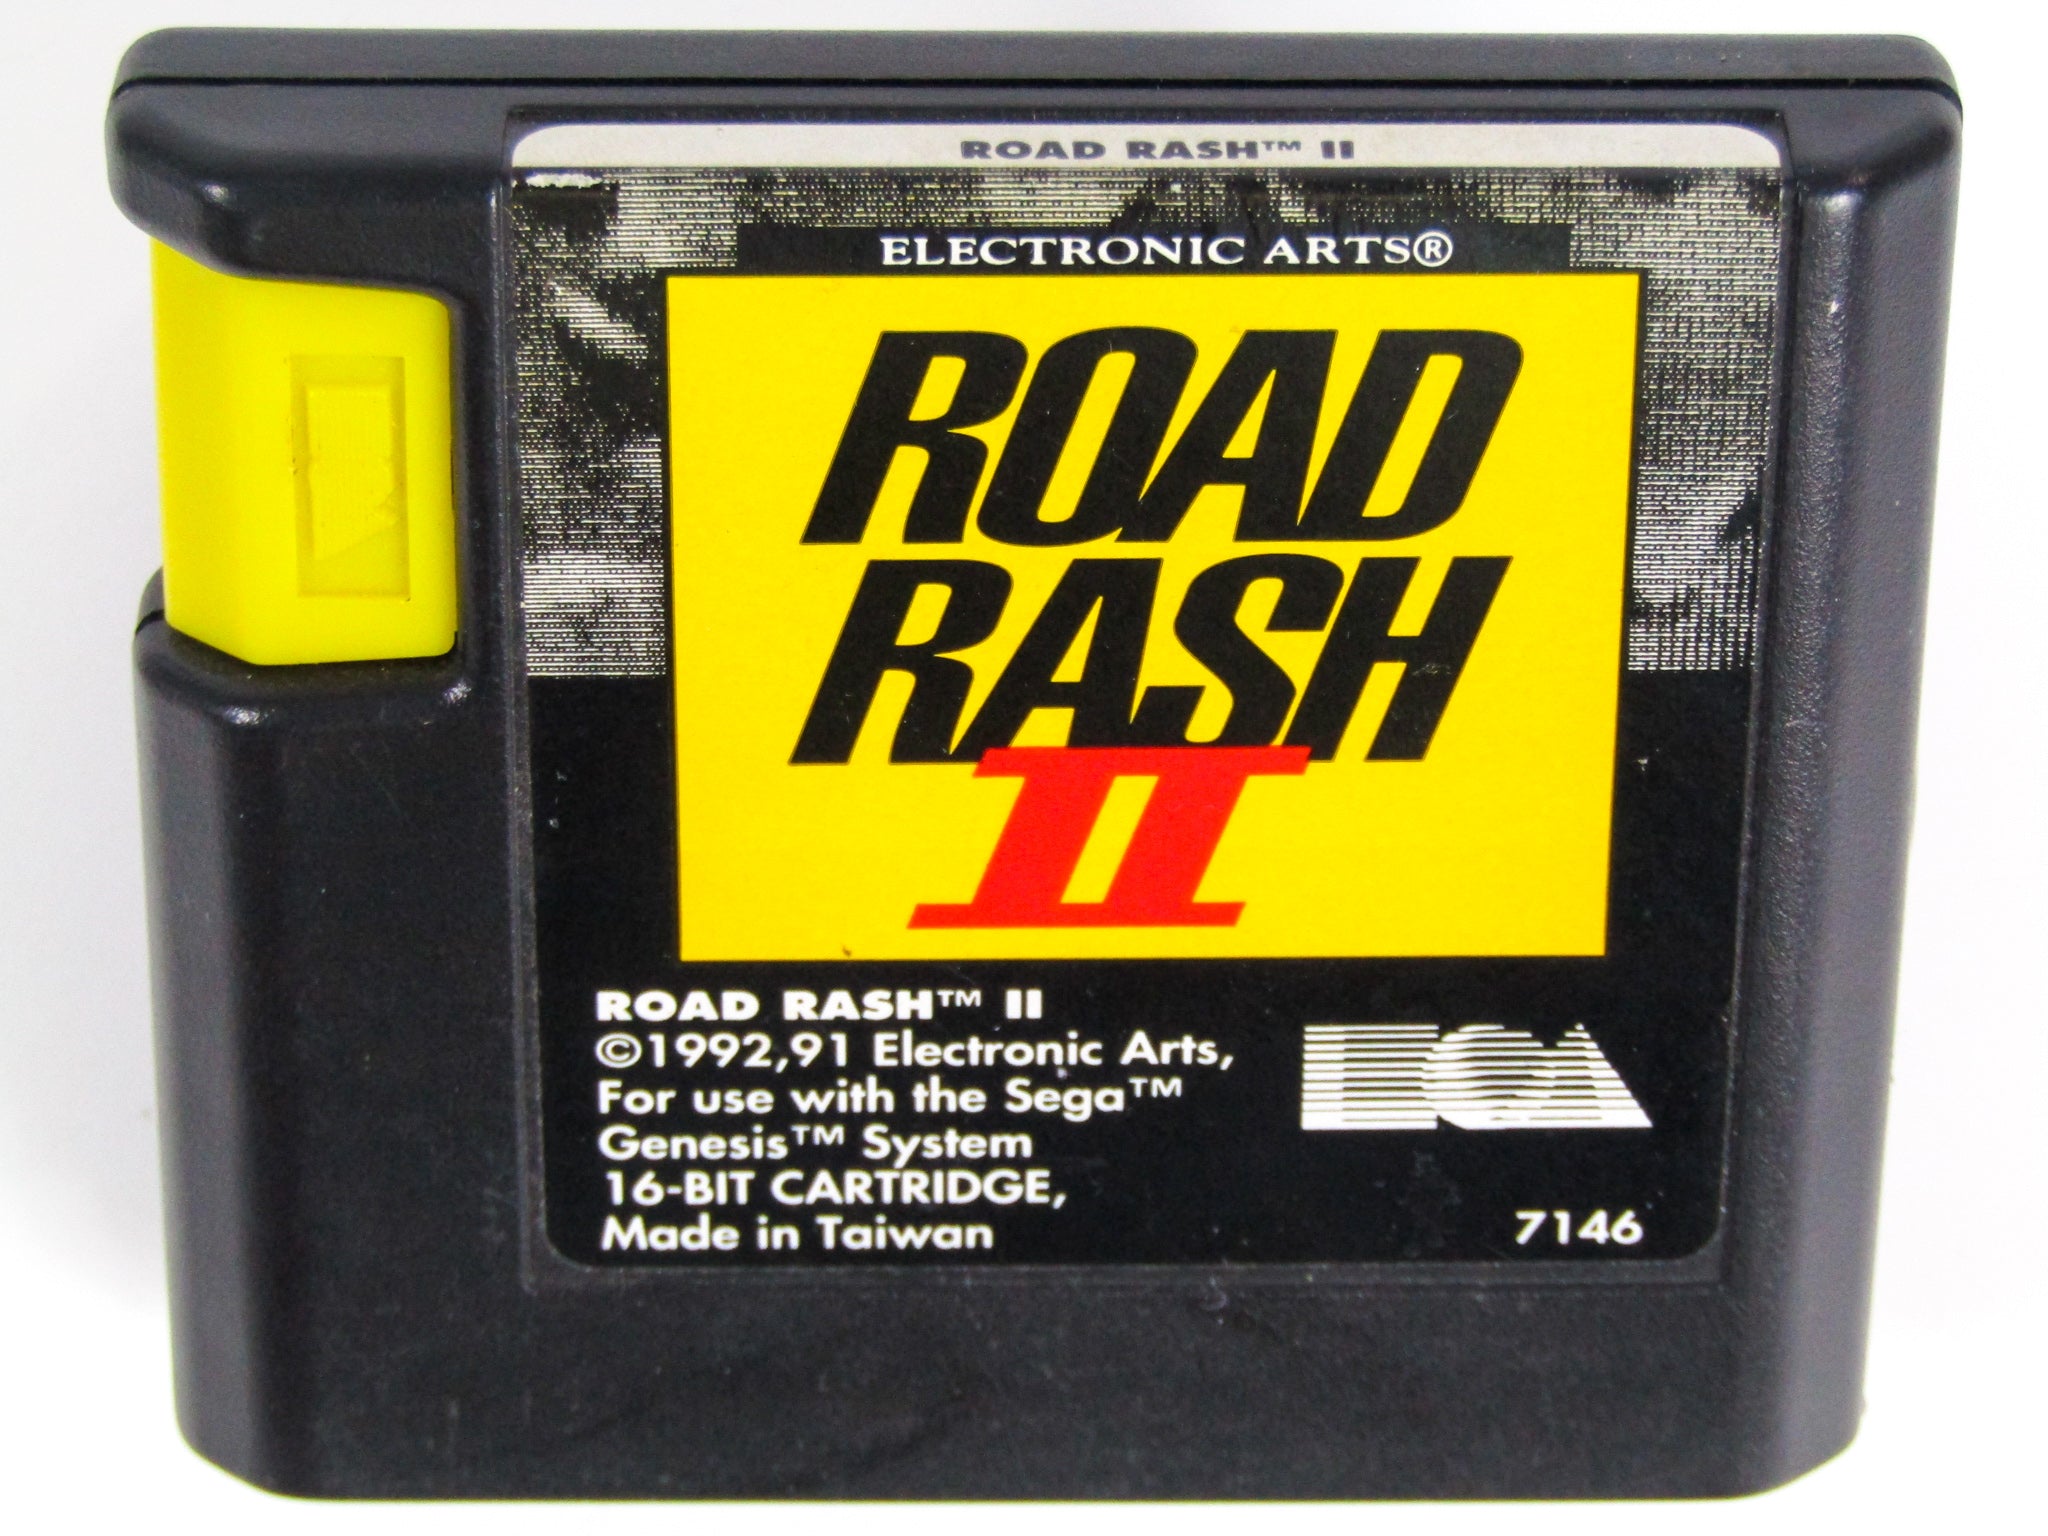 ROAD RASH™ II
ELECTRONIC ARTS®
ROAD
RASH
II
ROAD RASH™ II
©1992,91 Electronic Arts,
For use with the Sega™
Genesis™ System
16-BIT CARTRIDGE,
Made in Taiwan
EOA
7146